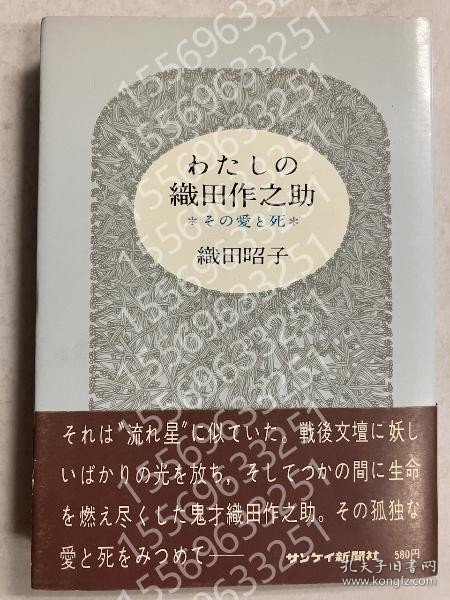 わたしの
織田作之助
＊その愛と死＊
織田昭子
それは〝流れ星〟に似ていた。戦後文壇に妖し
いばかりの光を放ち，そしてつかの間に生命
を燃え尽くした鬼才織田作之助。その孤独な
愛と死をみつめて——
サンケイ新聞社 580円
孔夫子旧书网
www.kongfz.com
15569633251